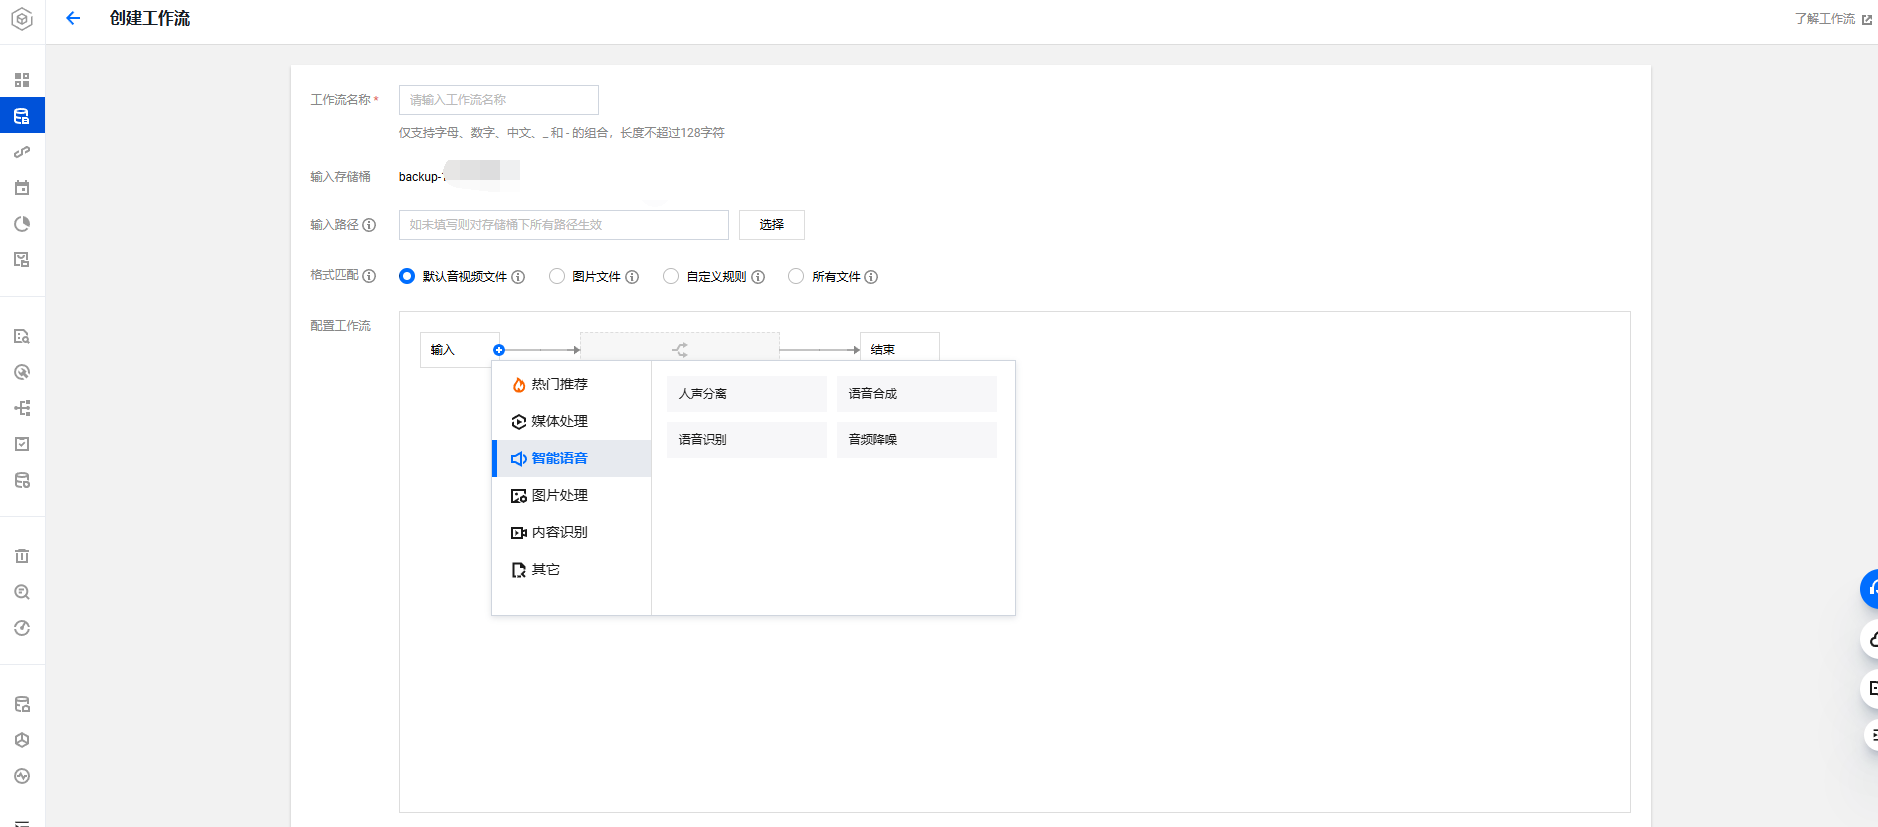 创建工作流
了解工作流
工作流名称 *
请输入工作流名称
仅支持字母、数字、中文、_ 和 - 的组合，长度不超过128字符
输入存储桶
backup-
输入路径
如未填写则对存储桶下所有路径生效
选择
格式匹配
默认音视频文件
图片文件
自定义规则
所有文件
配置工作流
输入
结束
热门推荐
媒体处理
智能语音
图片处理
内容识别
其它
人声分离
语音合成
语音识别
音频降噪